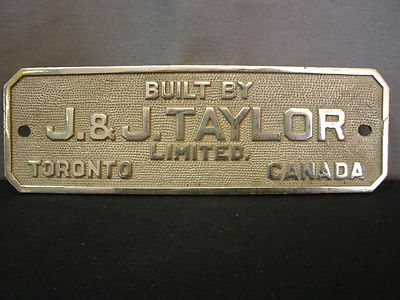 BUILT BY
J. & J. TAYLOR
LIMITED.
TORONTO CANADA